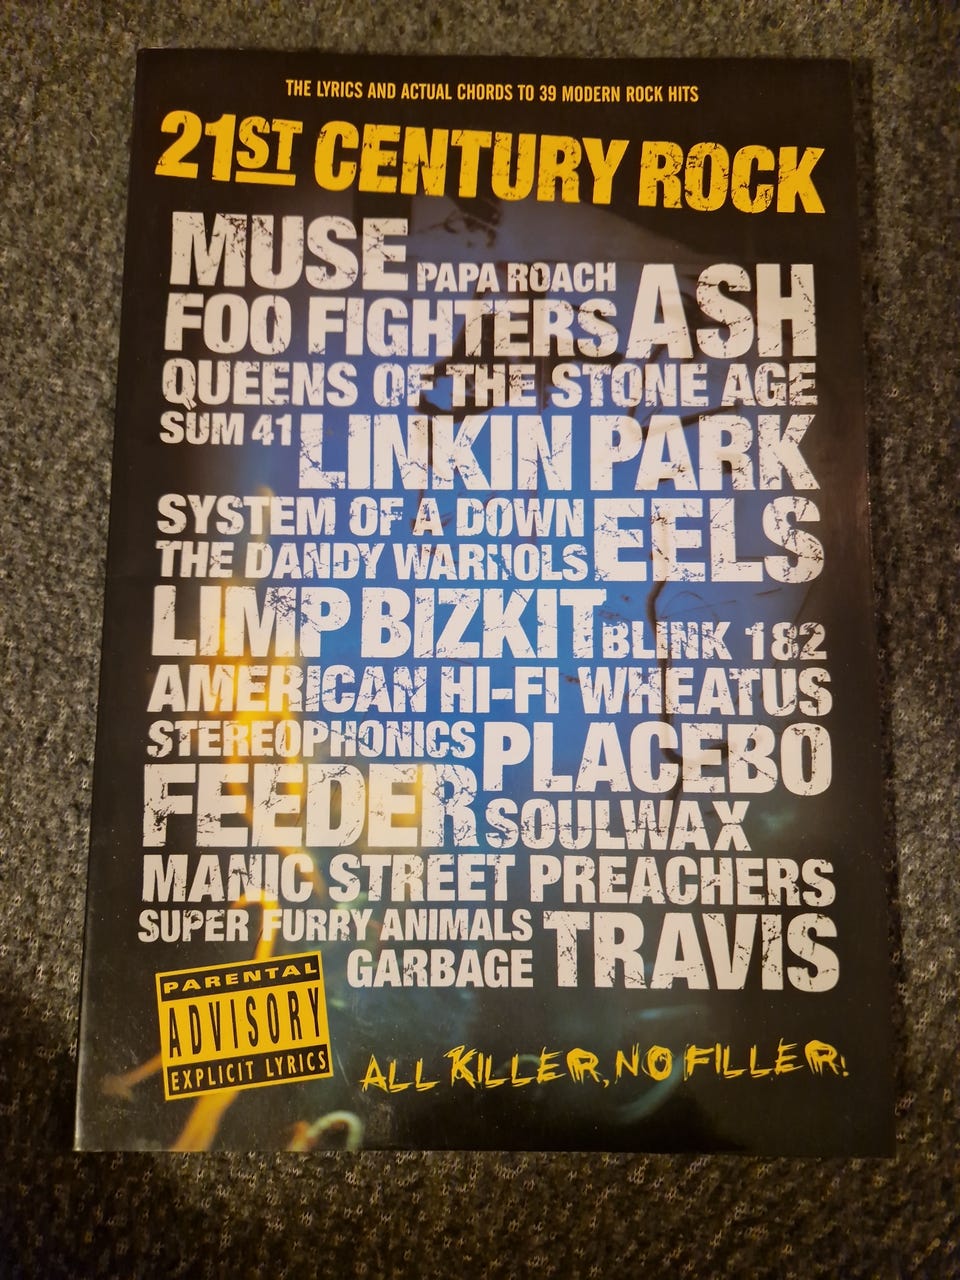 THE LYRICS AND ACTUAL CHORDS TO 39 MODERN ROCK HITS
21ST CENTURY ROCK
MUSE PAPA ROACH ASH
FOO FIGHTERS
QUEENS OF THE STONE AGE
SUM 41 LINKIN PARK
SYSTEM OF A DOWN EELS
THE DANDY WARHOLS
LIMP BIZKIT BLINK 182
AMERICAN HI-FI WHEATUS
STEREOPHONICS PLACEBO
FEEDER SOULWAX
MANIC STREET PREACHERS
SUPER FURRY ANIMALS TRAVIS
GARBAGE
PARENTAL
ADVISORY
EXPLICIT LYRICS
ALL KILLER, NO FILLER!